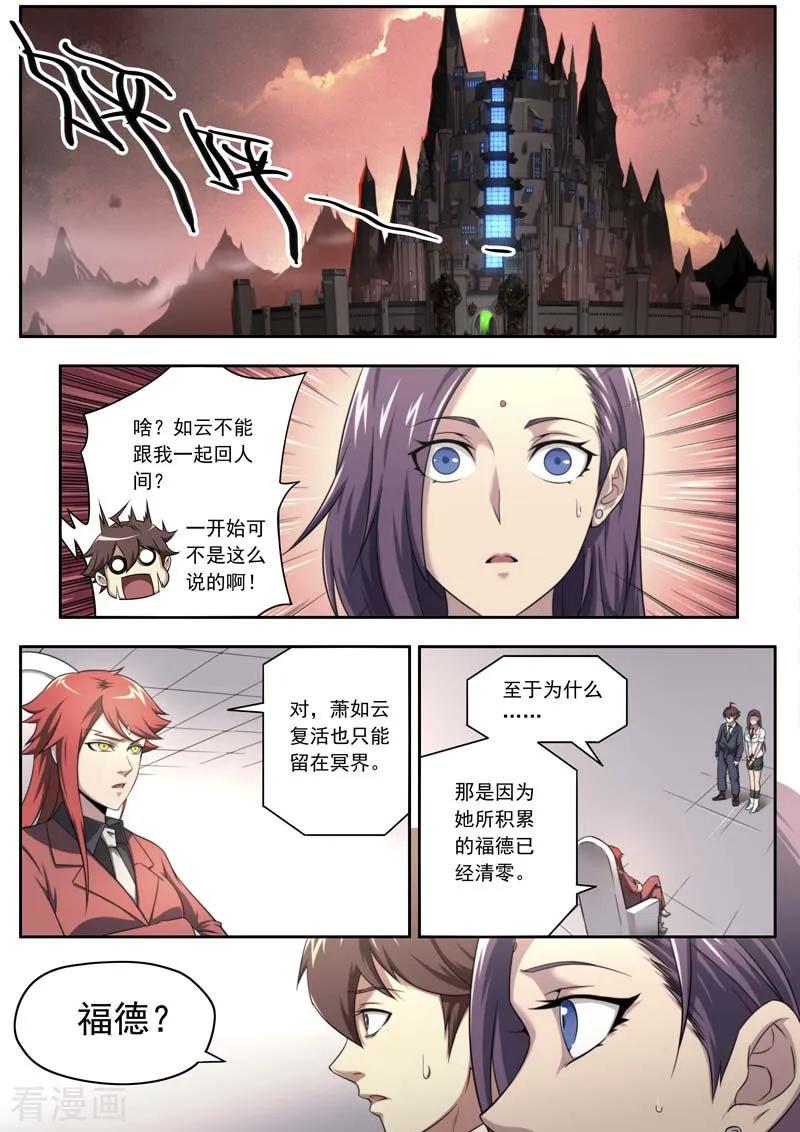 呼
呼
啥？如云不能
跟我一起回人
间？
一开始可
不是这么
说的啊！
对，萧如云
复活也只能
留在冥界。
至于为什么
……
那是因为
她所积累
的福德已
经清零。
福德？
看漫画